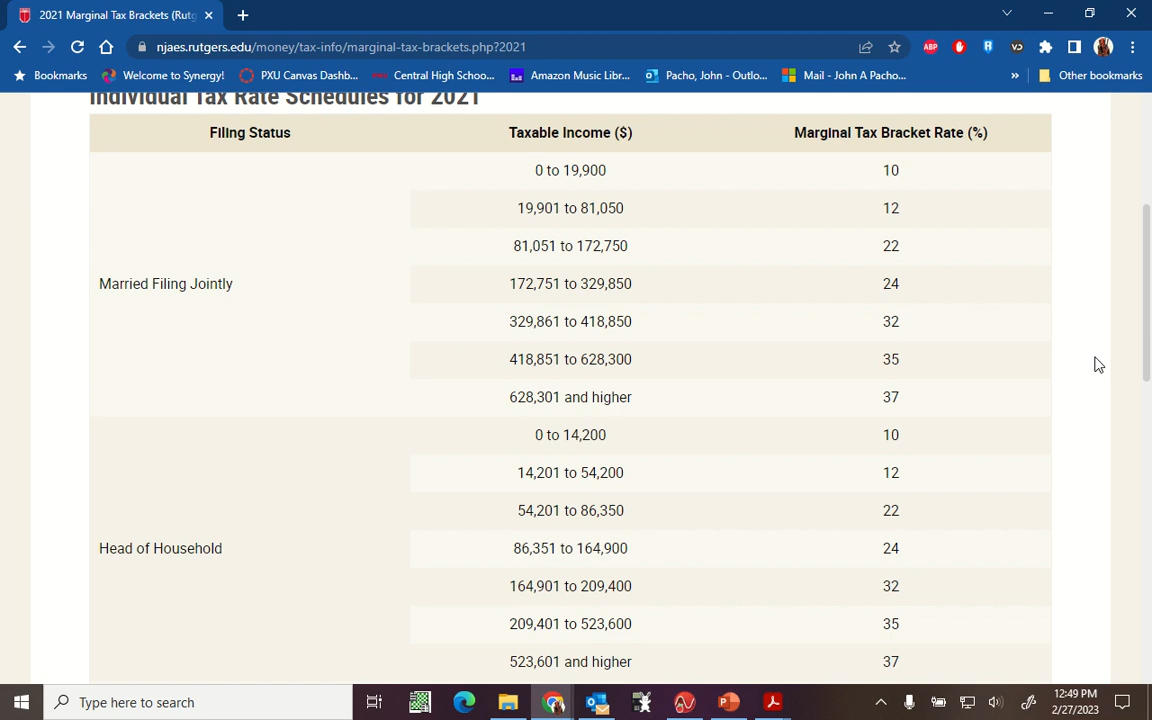 2021 Marginal Tax Brackets (Rutg
njaes.rutgers.edu/money/tax-info/marginal-tax-brackets.php?2021
ABP
Bookmarks Welcome to Synergy! PXU Canvas Dashb... Central High Schoo... Amazon Music Libr... Pacho, John - Outlo... Mail - John A Pacho... » Other bookmarks
Individual Tax Rate Schedules for 2021
Filing Status Taxable Income ($) Marginal Tax Bracket Rate (%)
0 to 19,900 10
19,901 to 81,050 12
81,051 to 172,750 22
Married Filing Jointly 172,751 to 329,850 24
329,861 to 418,850 32
418,851 to 628,300 35
628,301 and higher 37
0 to 14,200 10
14,201 to 54,200 12
54,201 to 86,350 22
Head of Household 86,351 to 164,900 24
164,901 to 209,400 32
209,401 to 523,600 35
523,601 and higher 37
Type here to search
12:49 PM
2/27/2023